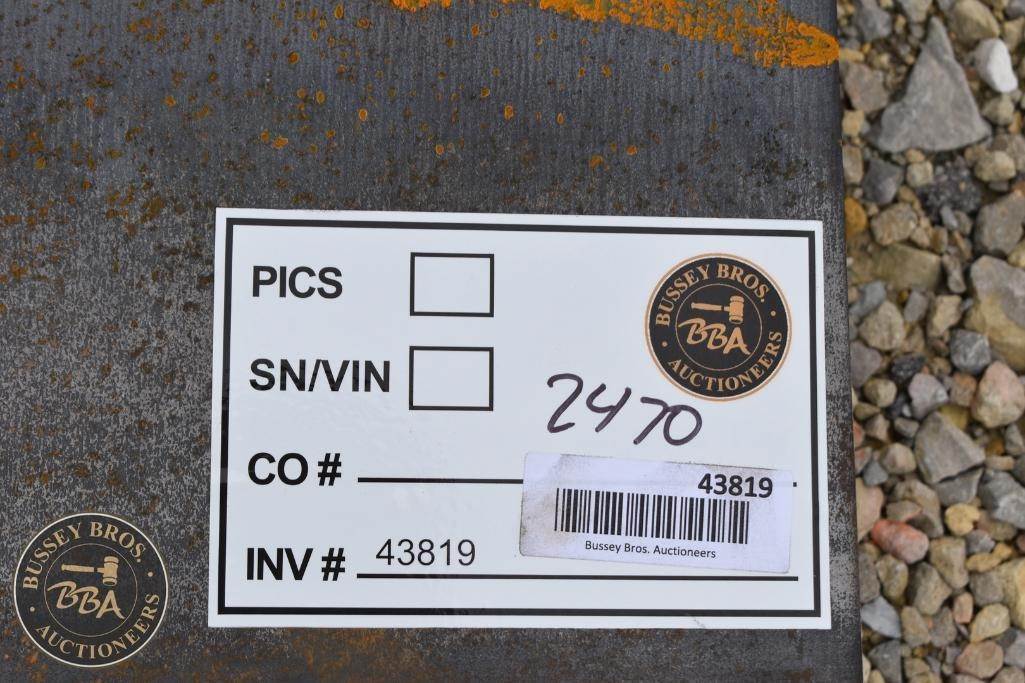 PICS
BUSSEY BROS.
BBA
AUCTIONEERS
SN/VIN
2470
CO #
43819
Bussey Bros. Auctioneers
INV # 43819
BUSSEY BROS.
BBA
AUCTIONEERS